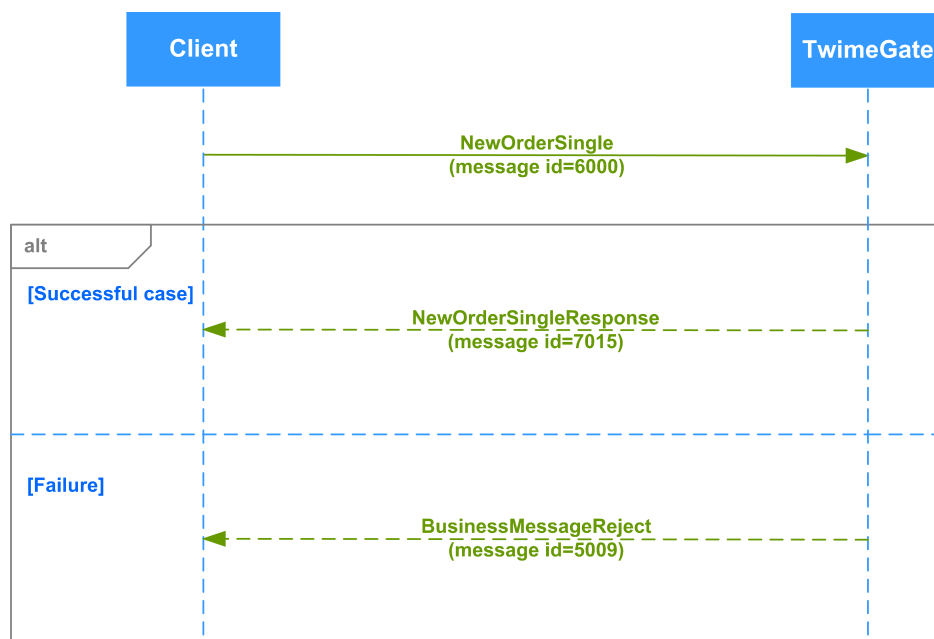 Client
TwimeGate
NewOrderSingle
(message id=6000)
alt
[Successful case]
NewOrderSingleResponse
(message id=7015)
[Failure]
BusinessMessageReject
(message id=5009)